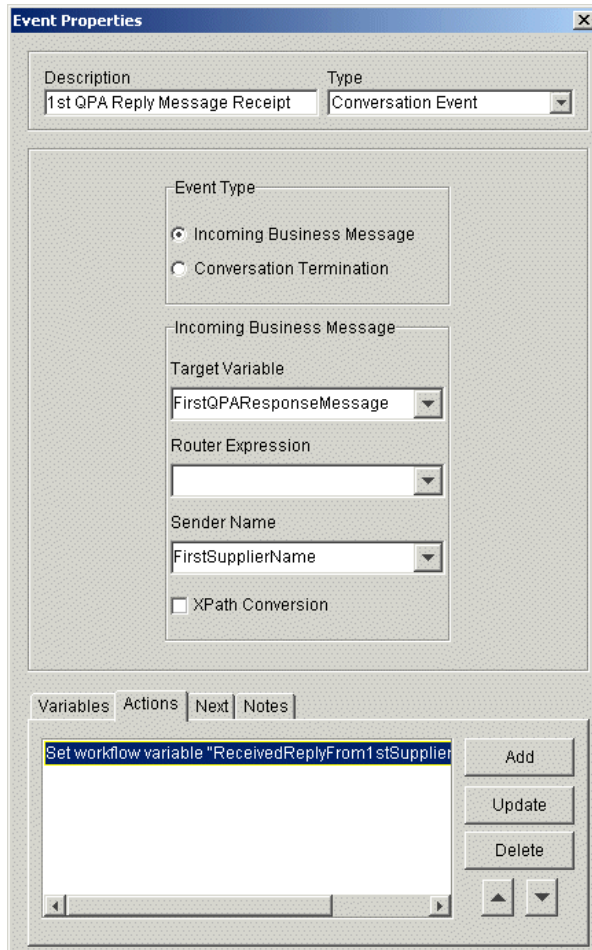 Event Properties
Description Type
1st QPA Reply Message Receipt Conversation Event
Event Type
Incoming Business Message
Conversation Termination
Incoming Business Message
Target Variable
FirstQPAResponseMessage
Router Expression
Sender Name
FirstSupplierName
XPath Conversion
Variables Actions Next Notes
Set workflow variable "ReceivedReplyFrom1stSupplier
Add
Update
Delete